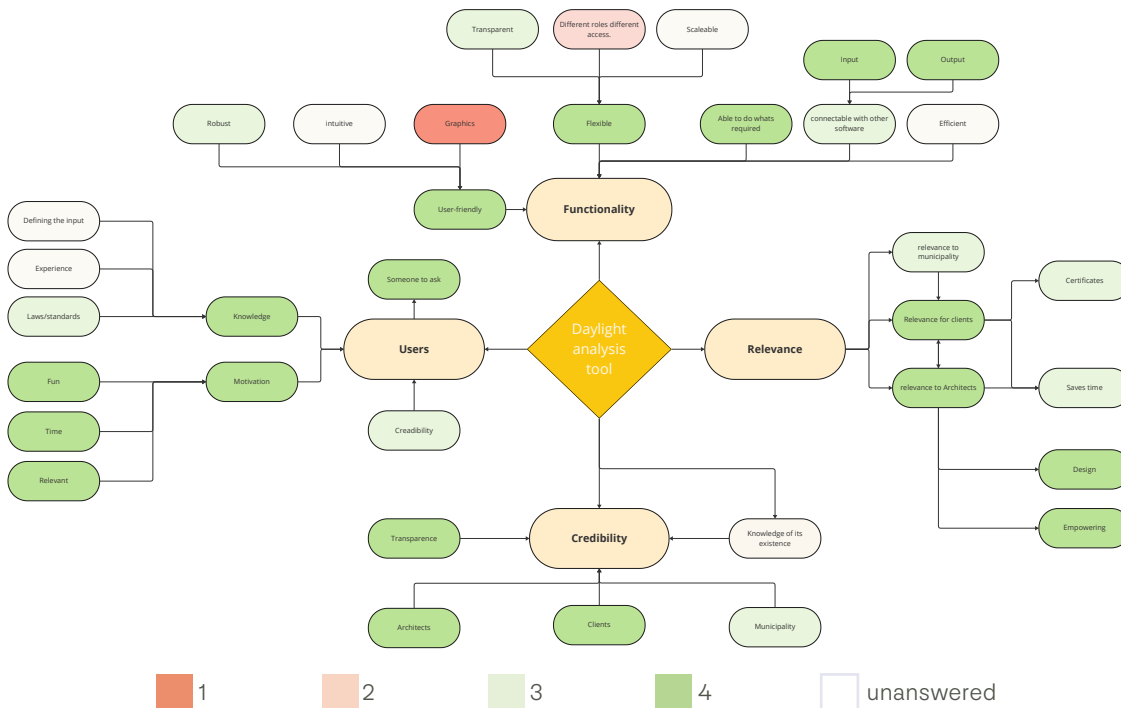 Transparent
Different roles different
access.
Scaleable
Input
Output
Robust
intuitive
Graphics
Flexible
Able to do whats
required
connectable with other
software
Efficient
User-friendly
Functionality
Defining the input
Experience
Laws/standards
Knowledge
Someone to ask
Users
Daylight
analysis
tool
Relevance
relevance to
municipality
Relevance for clients
relevance to Architects
Certificates
Saves time
Fun
Motivation
Time
Relevant
Creadibility
Design
Empowering
Transparence
Credibility
Knowledge of its
existence
Architects
Clients
Municipality
1
2
3
4
unanswered